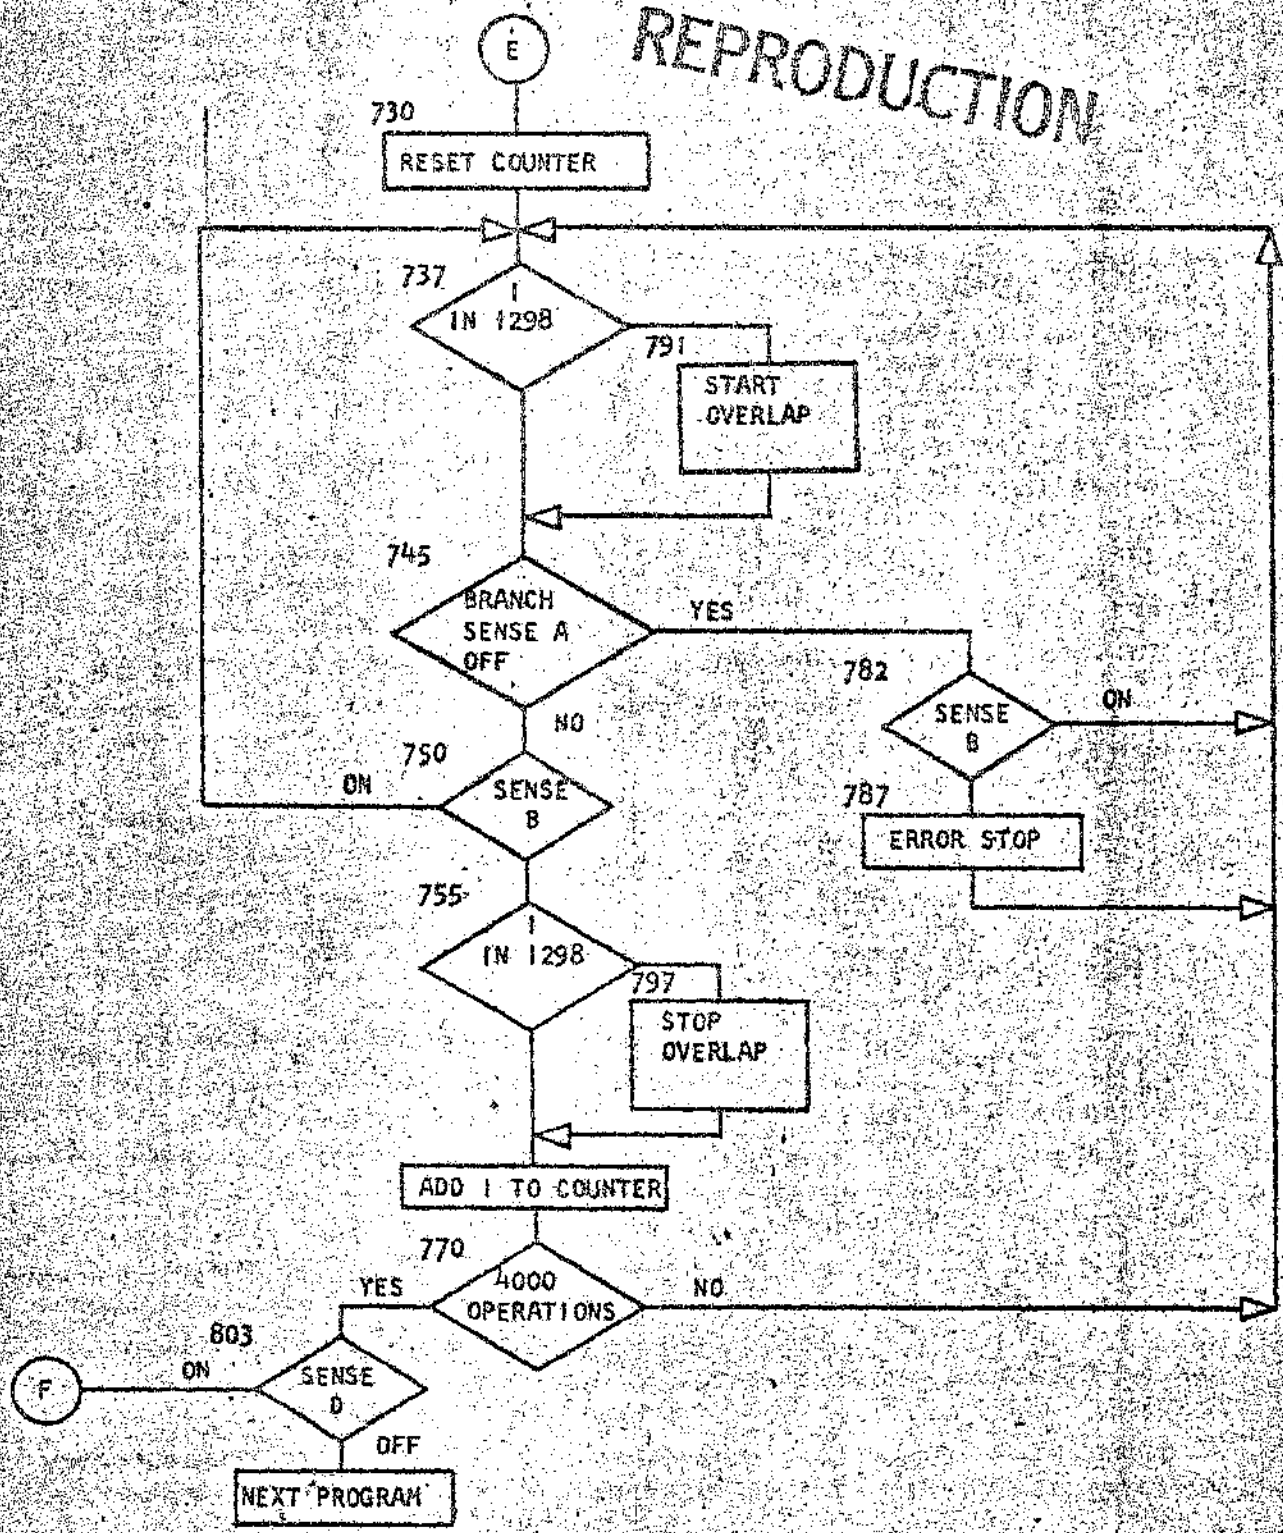 REPRODUCTION
E
730
RESET COUNTER
737
1
IN 1298
791
START
OVERLAP
745
BRANCH
SENSE A
OFF
YES
NO
782
SENSE
B
ON
750
SENSE
B
ON
787
ERROR STOP
755
1
IN 1298
797
STOP
OVERLAP
ADD 1 TO COUNTER
770
4000
OPERATIONS
YES
NO
803
SENSE
D
ON
F
OFF
NEXT PROGRAM